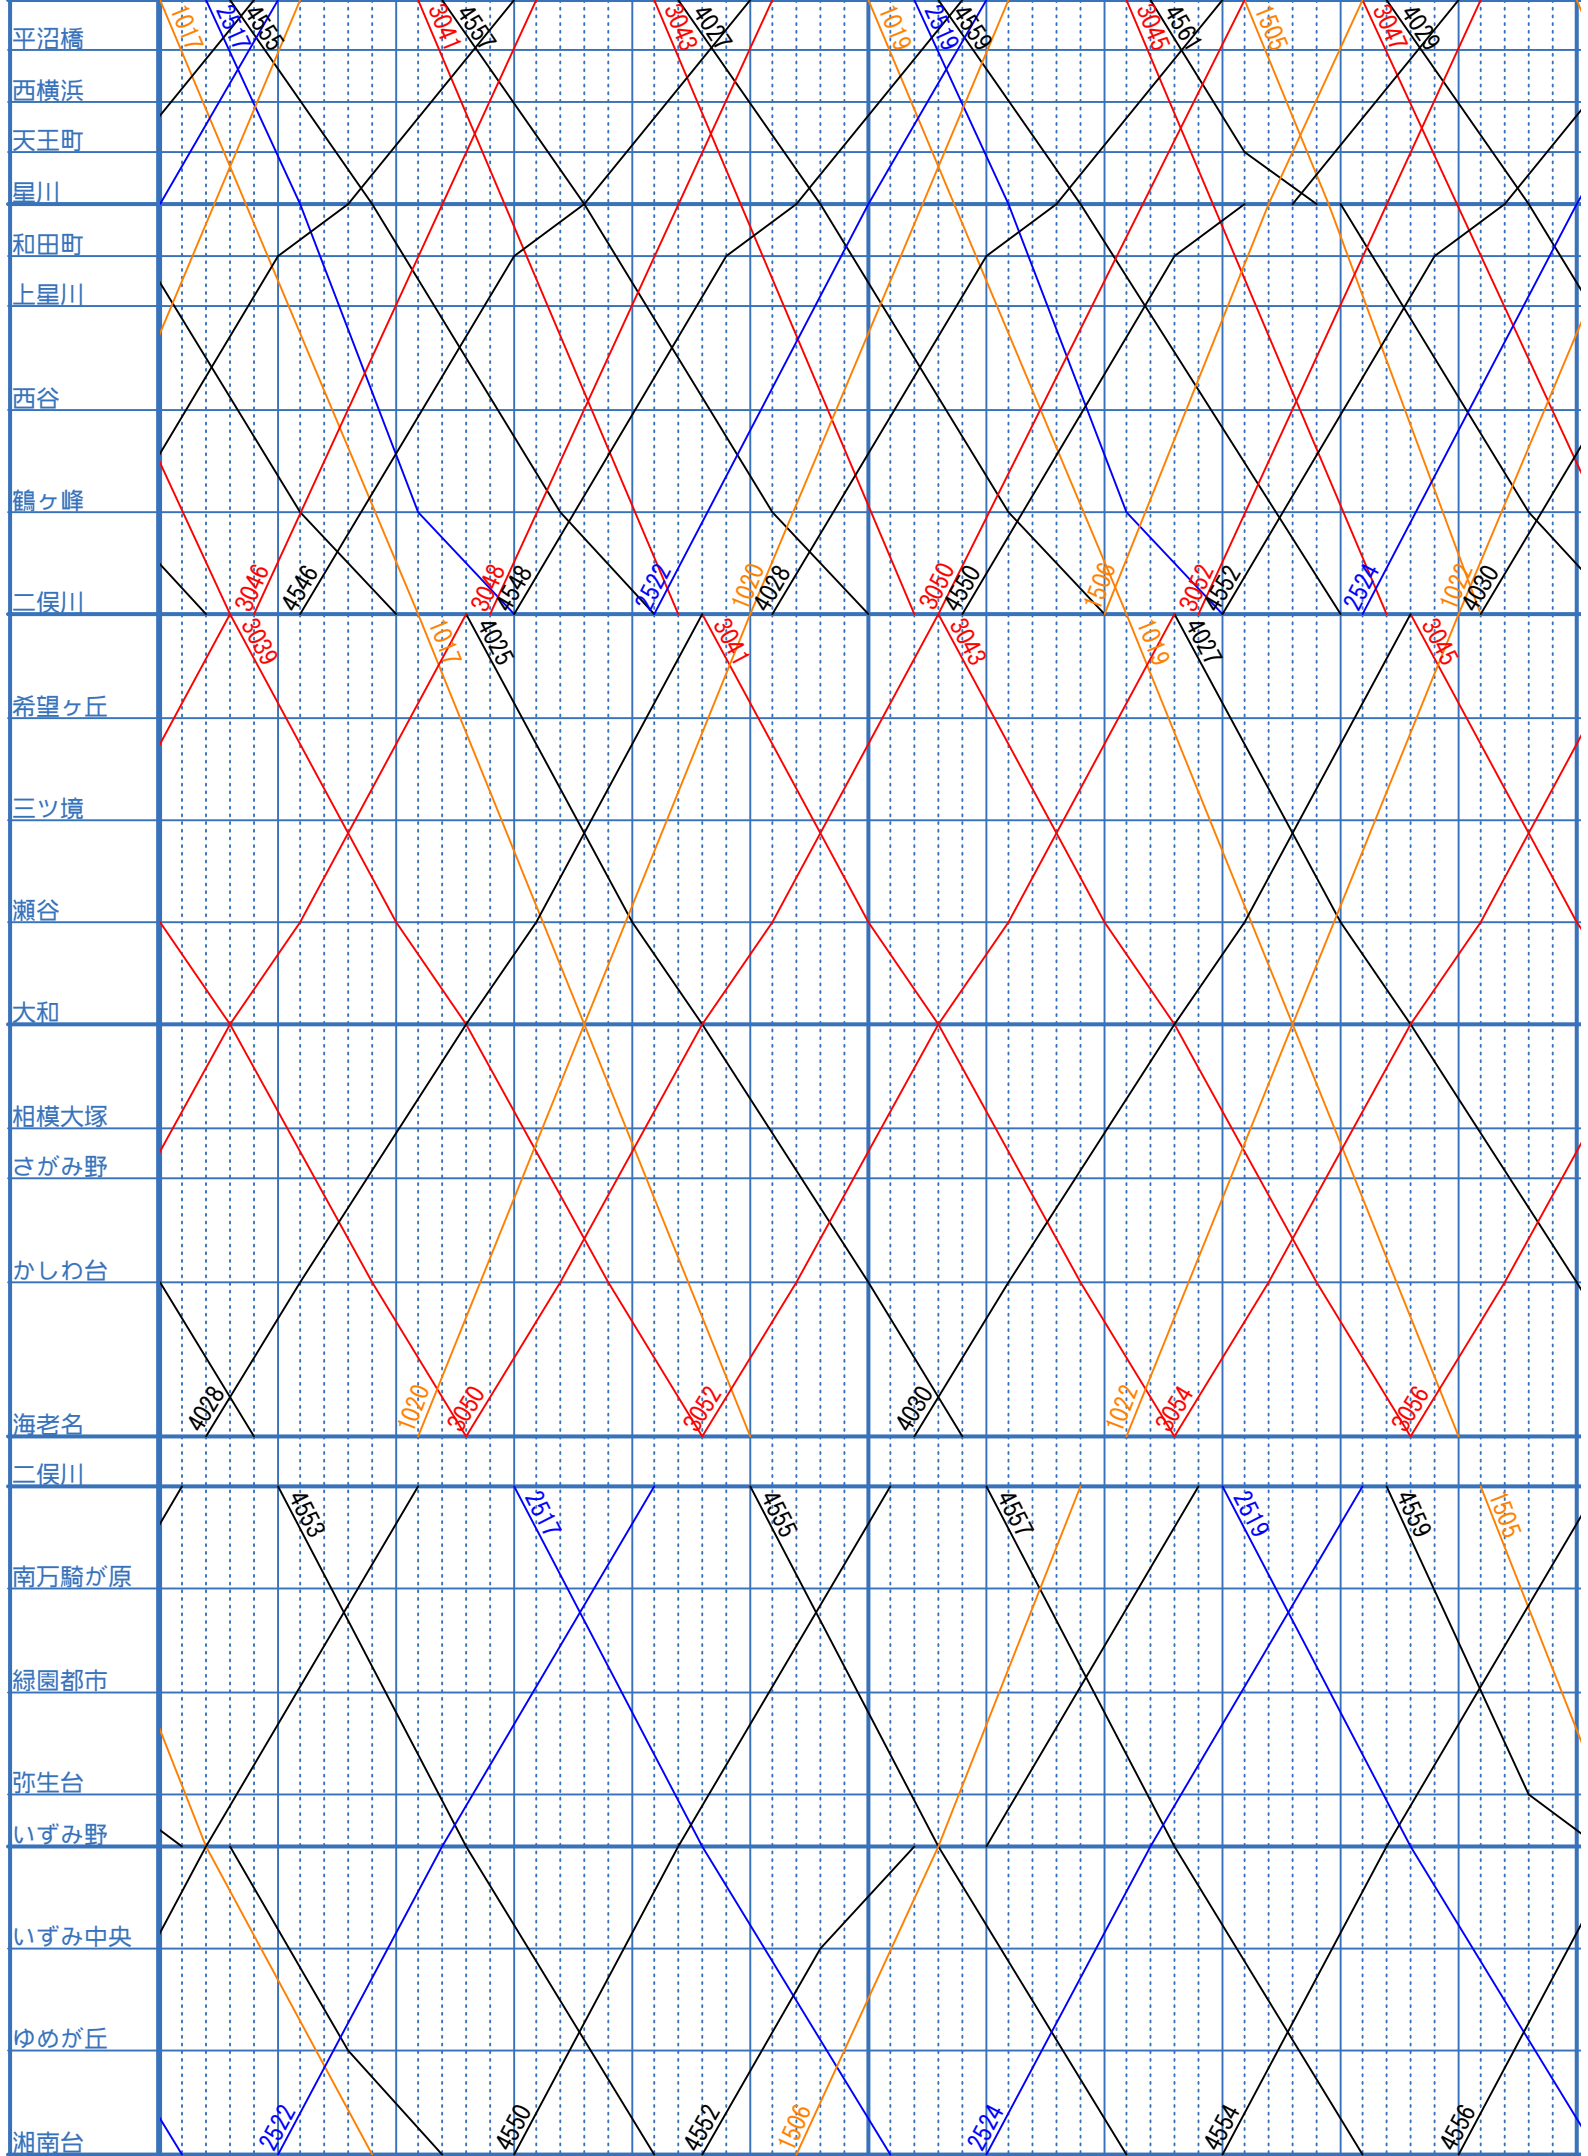 1017
2517
4555
3041
4557
3043
4027
1019
2519
4559
3045
4561
1505
3047
4029
平沼橋
西横浜
天王町
星川
和田町
上星川
西谷
鶴ヶ峰
二俣川
3046
4546
3048
4548
2522
1020
4028
3050
4550
1506
3052
4552
2524
1022
4030
3039
1017
4025
3041
3043
1019
4027
3045
希望ヶ丘
三ツ境
瀬谷
大和
相模大塚
さがみ野
かしわ台
海老名
4028
1020
3050
3052
4030
1022
3054
3056
二俣川
4553
2517
4555
4557
2519
4559
1505
南万騎が原
緑園都市
弥生台
いずみ野
いずみ中央
ゆめが丘
湘南台
2522
4550
4552
1506
2524
4554
4556